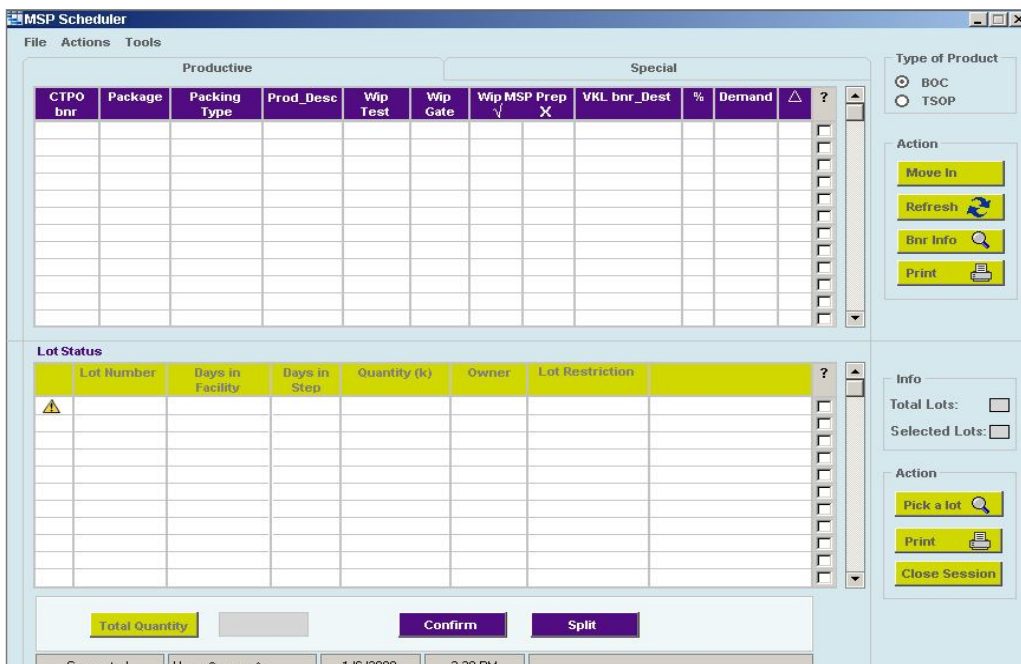 MSP Scheduler
File Actions Tools
Productive Special
CTPO bnr Package Packing Type Prod_Desc Wip Test Wip Gate Wip MSP Prep √ X VKL bnr_Dest % Demand △ ?
Type of Product
BOC
TSOP
Action
Move In
Refresh
Bnr Info
Print
Lot Status
Lot Number Days in Facility Days in Step Quantity (k) Owner Lot Restriction ?
Info
Total Lots:
Selected Lots:
Action
Pick a lot
Print
Close Session
Total Quantity Confirm Split